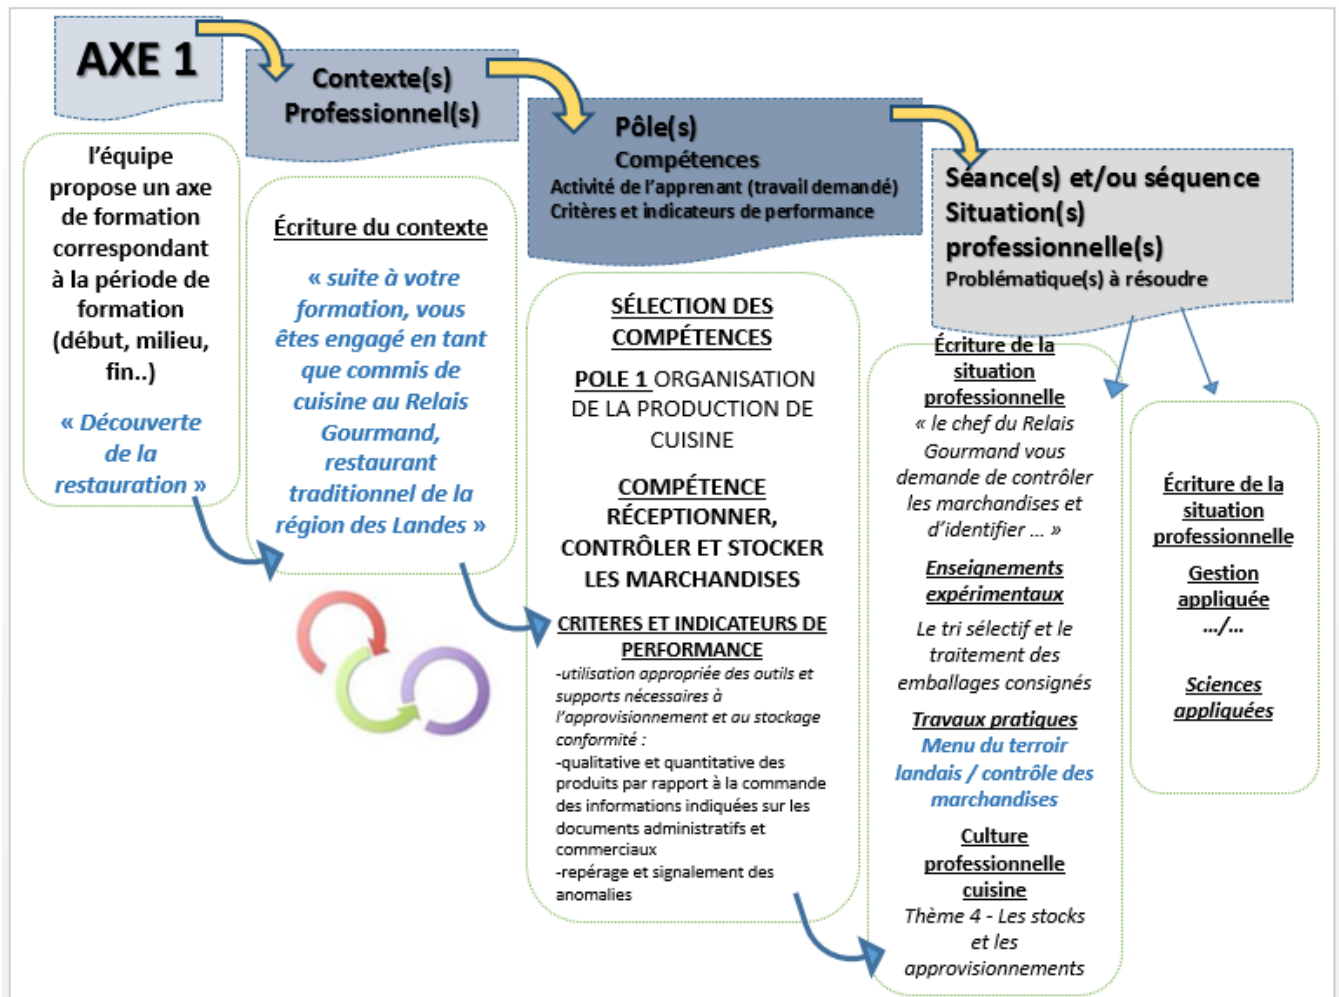 AXE 1
l'équipe
propose un axe
de formation
correspondant
à la période de
formation
(début, milieu,
fin..)
« Découverte
de la
restauration »
Contexte(s)
Professionnel(s)
Écriture du contexte
« suite à votre
formation, vous
êtes engagé en tant
que commis de
cuisine au Relais
Gourmand,
restaurant
traditionnel de la
région des Landes »
Pôle(s)
Compétences
Activité de l'apprenant (travail demandé)
Critères et indicateurs de performance
SÉLECTION DES
COMPÉTENCES
POLE 1 ORGANISATION
DE LA PRODUCTION DE
CUISINE
COMPÉTENCE
RÉCEPTIONNER,
CONTRÔLER ET STOCKER
LES MARCHANDISES
CRITERES ET INDICATEURS DE
PERFORMANCE
-utilisation appropriée des outils et
supports nécessaires à
l'approvisionnement et au stockage
conformité :
-qualitative et quantitative des
produits par rapport à la commande
des informations indiquées sur les
documents administratifs et
commerciaux
-repérage et signalement des
anomalies
Séance(s) et/ou séquence
Situation(s)
professionnelle(s)
Problématique(s) à résoudre
Écriture de la
situation
professionnelle
« le chef du Relais
Gourmand vous
demande de contrôler
les marchandises et
d'identifier ... »
Enseignements
expérimentaux
Le tri sélectif et le
traitement des
emballages consignés
Travaux pratiques
Menu du terroir
landais / contrôle des
marchandises
Culture
professionnelle
cuisine
Thème 4 - Les stocks
et les
approvisionnements
Écriture de la
situation
professionnelle
Gestion
appliquée
.../...
Sciences
appliquées